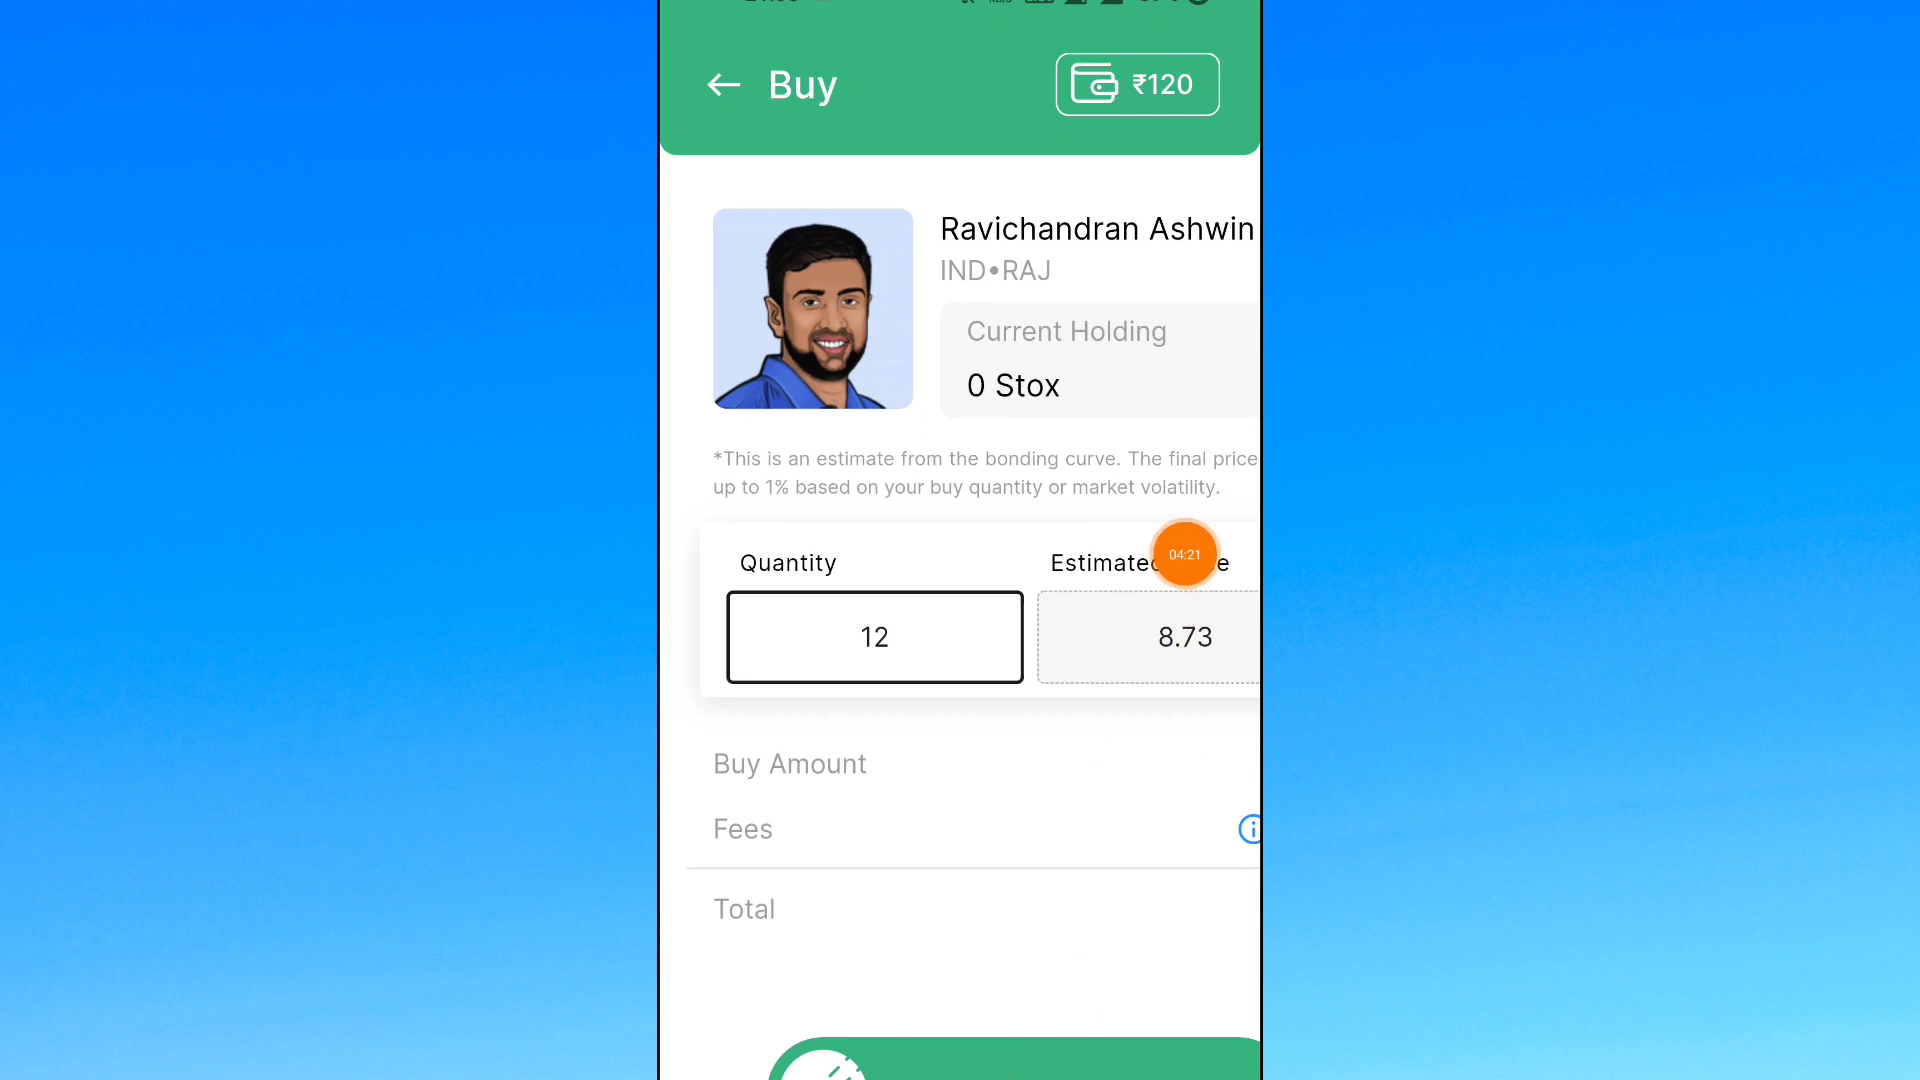 Buy
₹120
Ravichandran Ashwin
IND•RAJ
Current Holding
0 Stox
*This is an estimate from the bonding curve. The final price
up to 1% based on your buy quantity or market volatility.
Quantity
Estimated
04:21
12
8.73
Buy Amount
Fees
Total